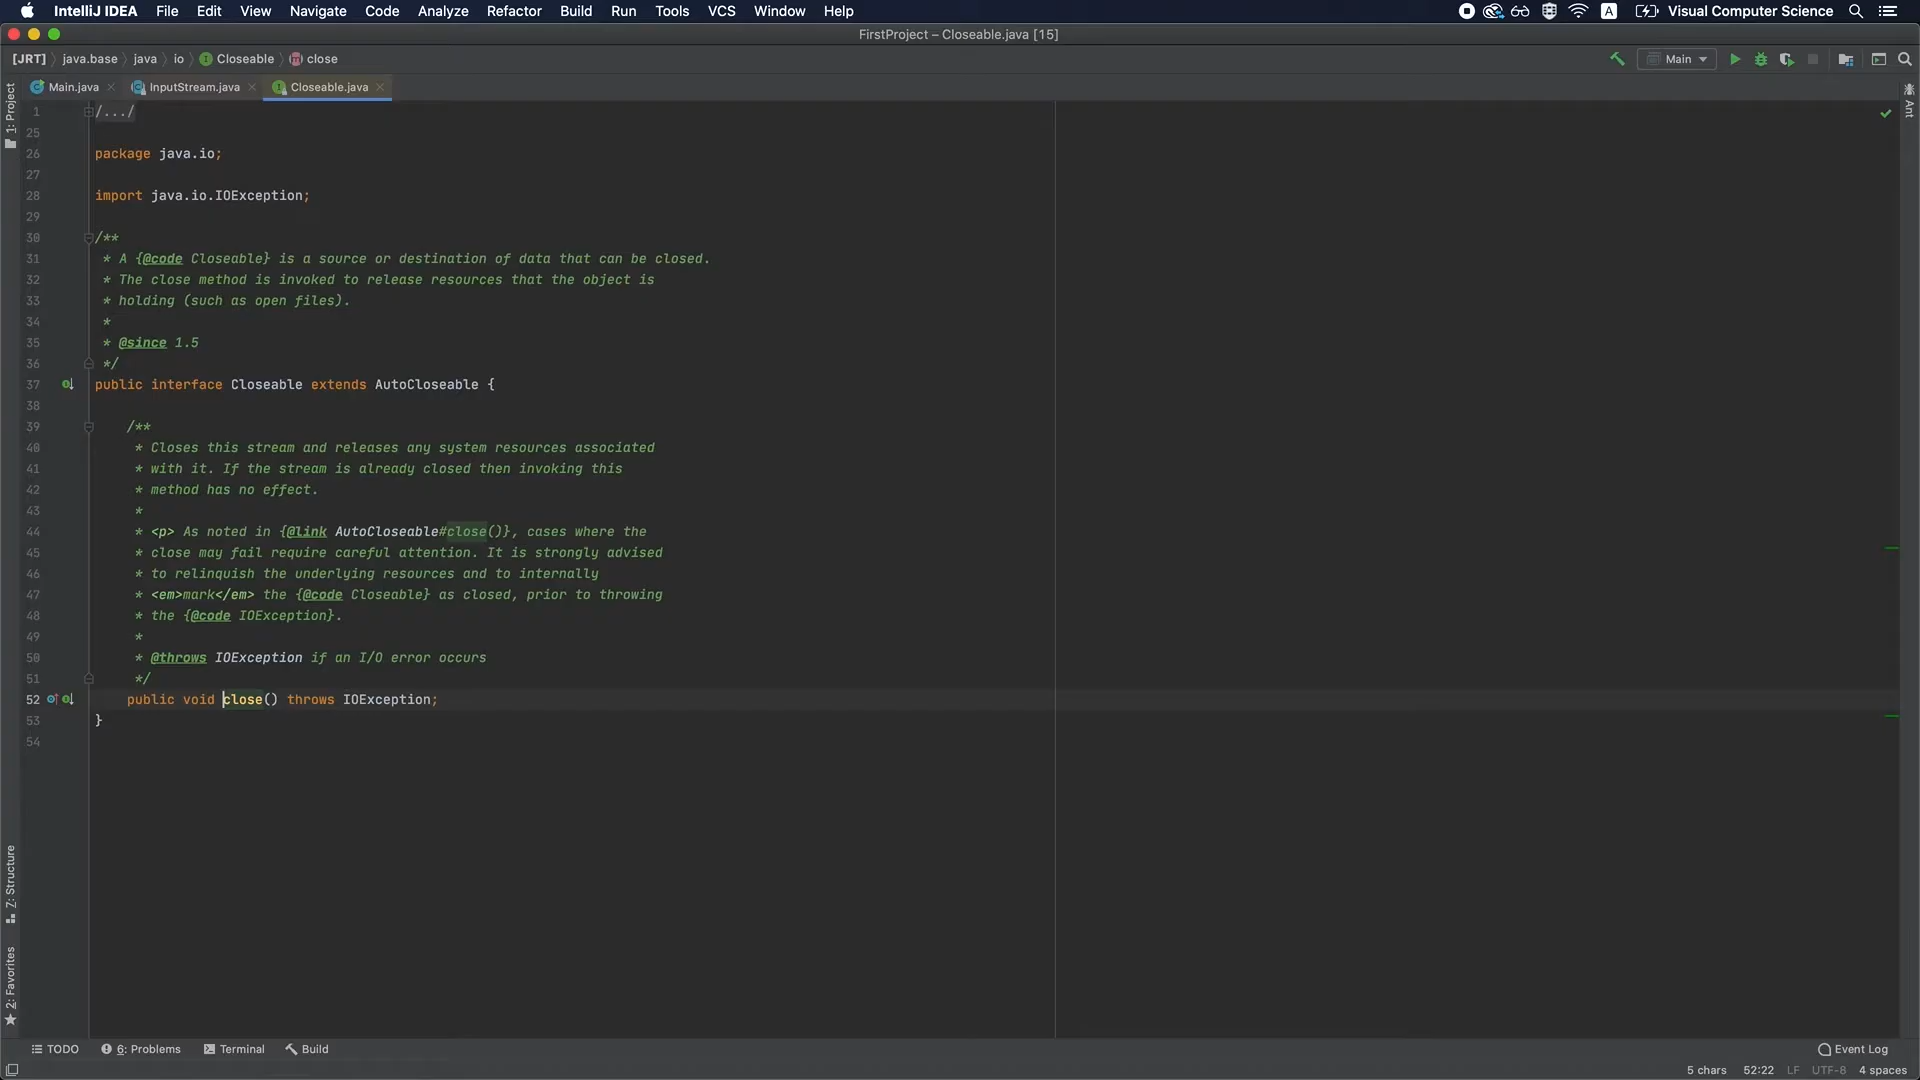 IntelliJ IDEA File Edit View Navigate Code Analyze Refactor Build Run Tools VCS Window Help A Visual Computer Science
FirstProject – Closeable.java [15]
[JRT] java.base java io Closeable close Main
Main.java InputStream.java Closeable.java
1: Project
Ant
1 /.../
25
26 package java.io;
27
28 import java.io.IOException;
29
30 /**
31 * A {@code Closeable} is a source or destination of data that can be closed.
32 * The close method is invoked to release resources that the object is
33 * holding (such as open files).
34 *
35 * @since 1.5
36 */
37 public interface Closeable extends AutoCloseable {
38
39 /**
40 * Closes this stream and releases any system resources associated
41 * with it. If the stream is already closed then invoking this
42 * method has no effect.
43 *
44 * <p> As noted in {@link AutoCloseable#close()}, cases where the
45 * close may fail require careful attention. It is strongly advised
46 * to relinquish the underlying resources and to internally
47 * <em>mark</em> the {@code Closeable} as closed, prior to throwing
48 * the {@code IOException}.
49 *
50 * @throws IOException if an I/O error occurs
51 */
52 public void close() throws IOException;
53 }
54
Z: Structure
2: Favorites
TODO 6: Problems Terminal Build Event Log
5 chars 52:22 LF UTF-8 4 spaces